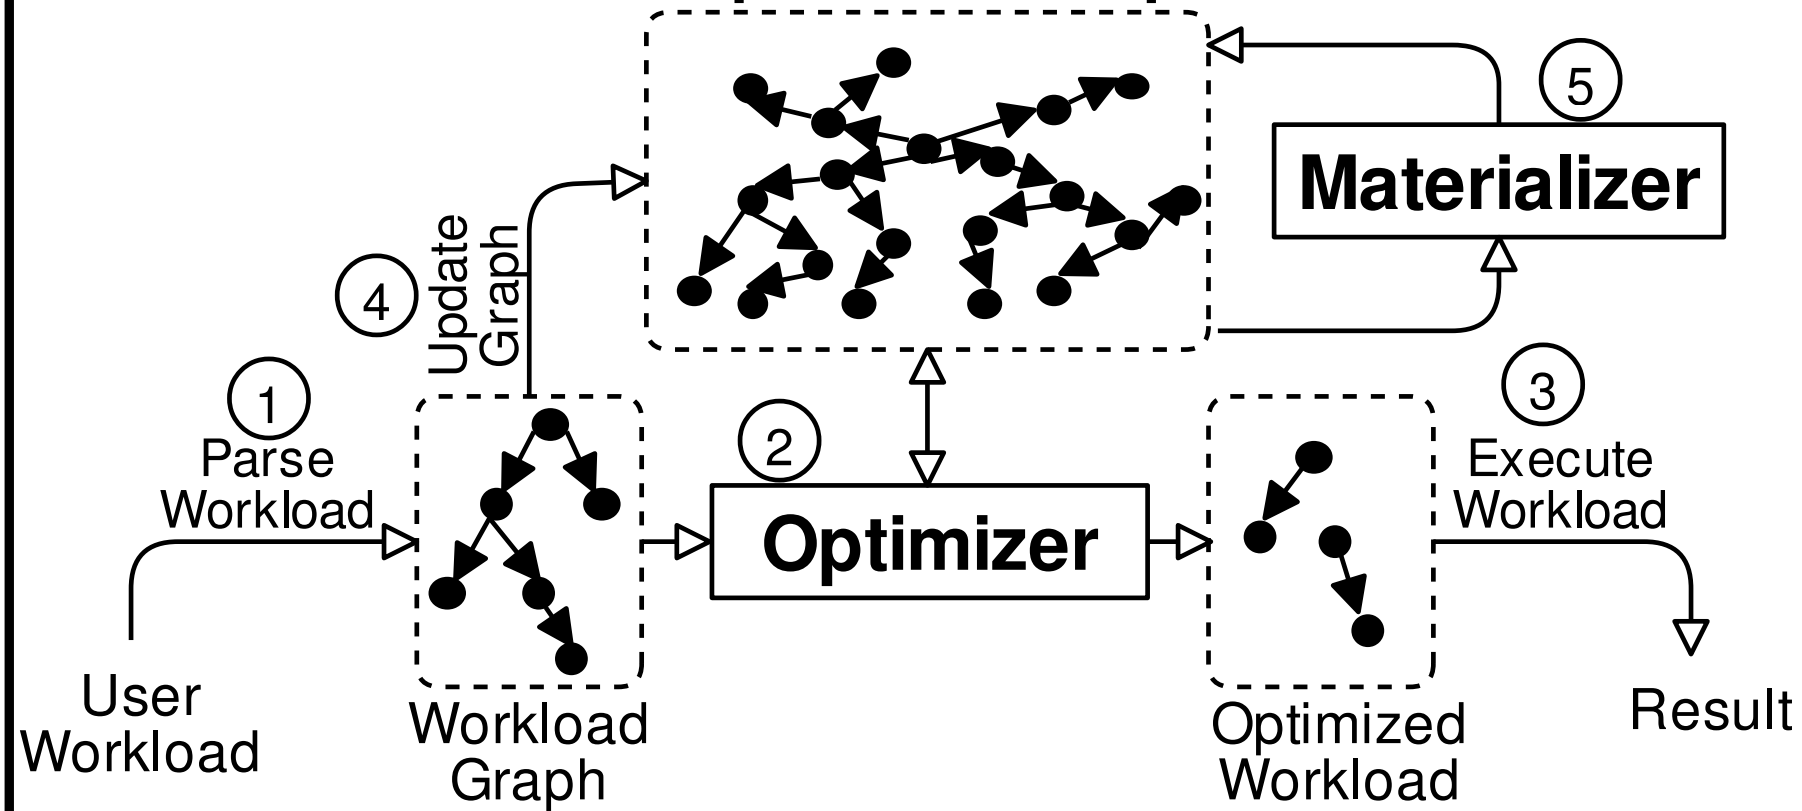 5
Materializer
Update
Graph
4
1
Parse
Workload
2
3
Execute
Workload
Optimizer
User
Workload
Workload
Graph
Optimized
Workload
Result